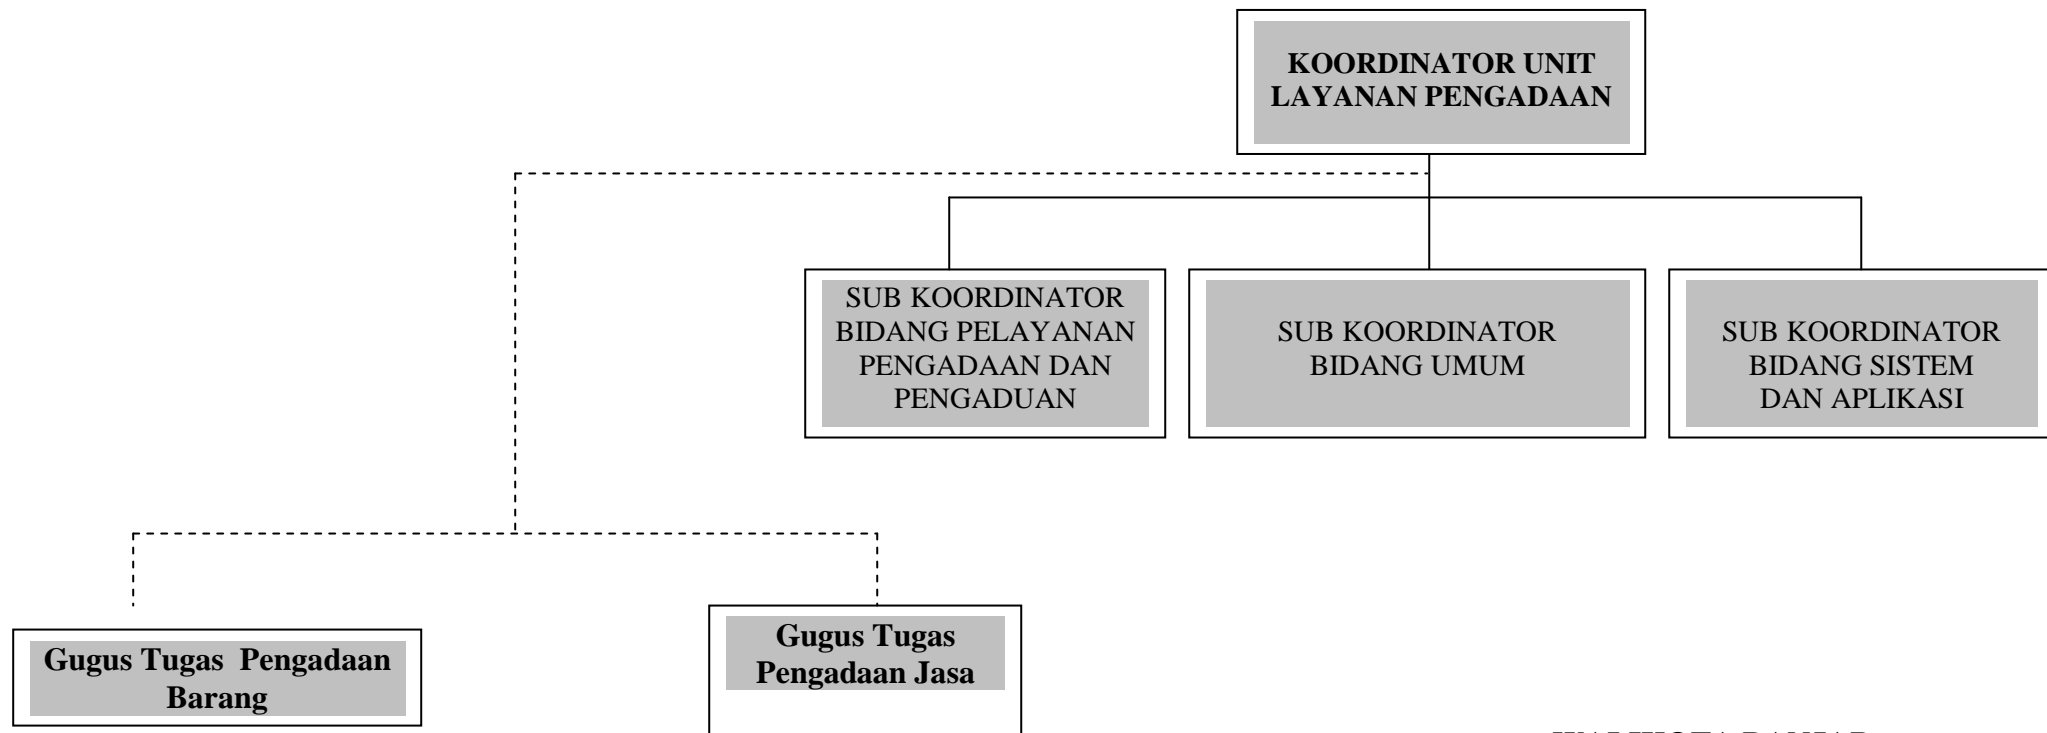 KOORDINATOR UNIT
LAYANAN PENGADAAN
SUB KOORDINATOR
BIDANG PELAYANAN
PENGADAAN DAN
PENGADUAN
SUB KOORDINATOR
BIDANG UMUM
SUB KOORDINATOR
BIDANG SISTEM
DAN APLIKASI
Gugus Tugas Pengadaan
Barang
Gugus Tugas
Pengadaan Jasa